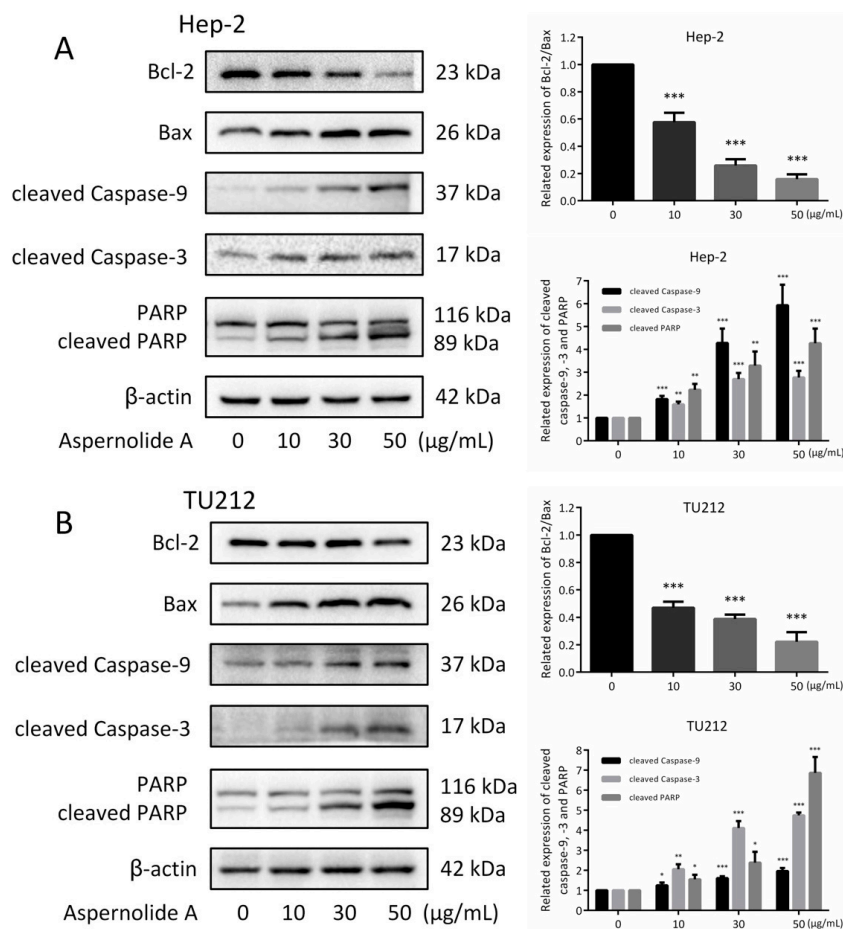 A
Hep-2
Bcl-2 23 kDa
Bax 26 kDa
cleaved Caspase-9 37 kDa
cleaved Caspase-3 17 kDa
PARP 116 kDa
cleaved PARP 89 kDa
β-actin 42 kDa
Aspernolide A 0 10 30 50 (μg/mL)
Hep-2
Related expression of Bcl-2/Bax
1.2
1.0
0.8
0.6
0.4
0.2
0.0
*** *** ***
0 10 30 50 (μg/mL)
Hep-2
Related expression of cleaved
caspase-9, -3 and PARP
7
6
5
4
3
2
1
0
cleaved Caspase-9
cleaved Caspase-3
cleaved PARP
*** ** ** *** *** ** *** *** ***
0 10 30 50 (μg/mL)
B
TU212
Bcl-2 23 kDa
Bax 26 kDa
cleaved Caspase-9 37 kDa
cleaved Caspase-3 17 kDa
PARP 116 kDa
cleaved PARP 89 kDa
β-actin 42 kDa
Aspernolide A 0 10 30 50 (μg/mL)
TU212
Related expression of Bcl-2/Bax
1.2
1.0
0.8
0.6
0.4
0.2
0.0
*** *** ***
0 10 30 50 (μg/mL)
TU212
Related expression of cleaved
caspase-9, -3 and PARP
8
7
6
5
4
3
2
1
0
cleaved Caspase-9
cleaved Caspase-3
cleaved PARP
* ** * *** *** * *** *** ***
0 10 30 50 (μg/mL)